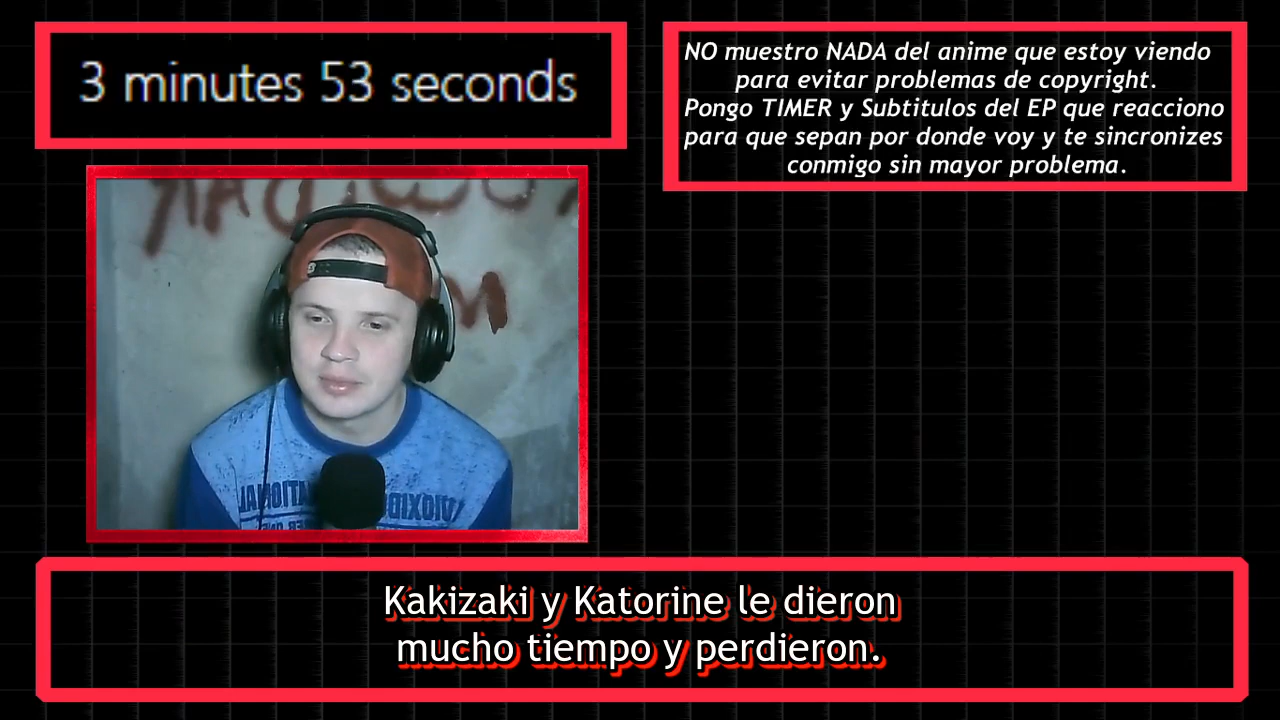 3 minutes 53 seconds
NO muestro NADA del anime que estoy viendo
para evitar problemas de copyright.
Pongo TIMER y Subtitulos del EP que reacciono
para que sepan por donde voy y te sincronizes
conmigo sin mayor problema.
Kakizaki y Katorine le dieron
mucho tiempo y perdieron.